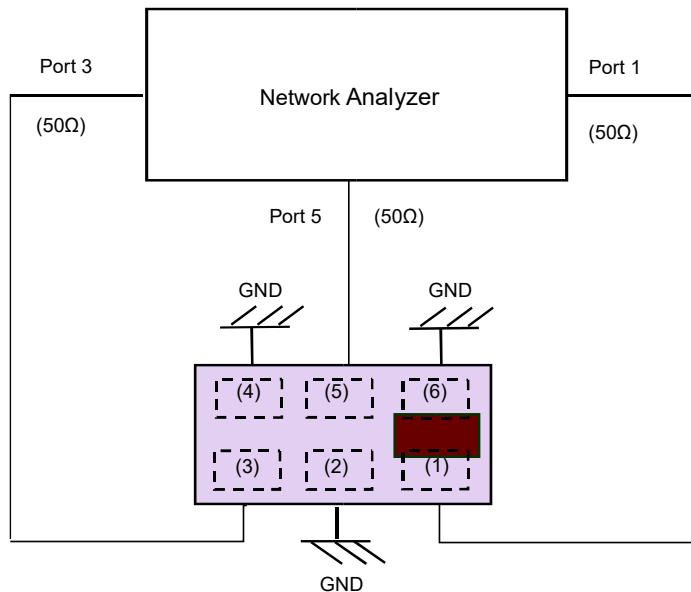 Port 3
Port 1
Network Analyzer
(50Ω)
(50Ω)
Port 5
(50Ω)
GND
GND
(4)
(5)
(6)
(3)
(2)
(1)
GND